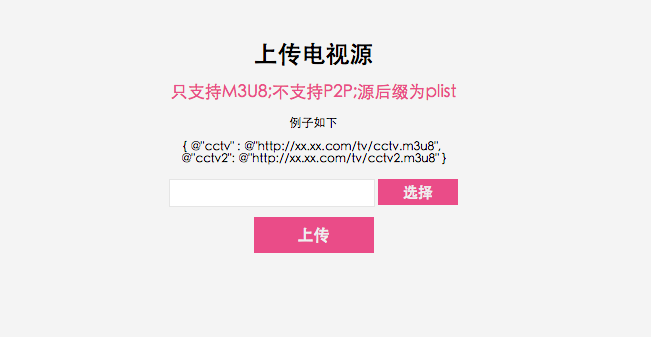 上传电视源
只支持M3U8;不支持P2P;源后缀为plist
例子如下
{ @"cctv" : @"http://xx.xx.com/tv/cctv.m3u8",
@"cctv2": @"http://xx.xx.com/tv/cctv2.m3u8" }
选择
上传